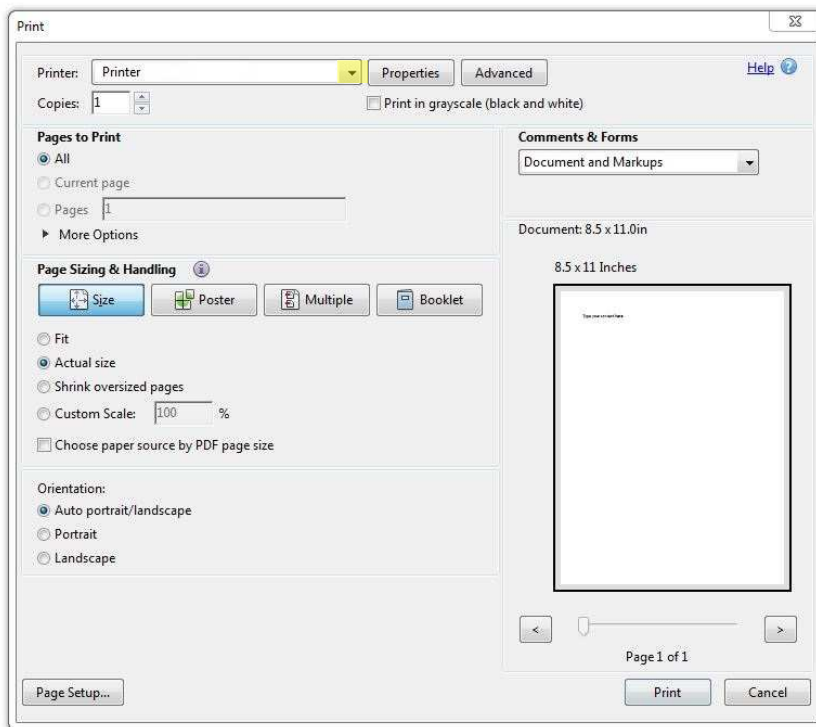 Print
Printer: Printer Properties Advanced Help
Copies: 1 Print in grayscale (black and white)
Pages to Print
All
Current page
Pages 1
More Options
Comments & Forms
Document and Markups
Page Sizing & Handling
Size Poster Multiple Booklet
Fit
Actual size
Shrink oversized pages
Custom Scale: 100 %
Choose paper source by PDF page size
Orientation:
Auto portrait/landscape
Portrait
Landscape
Document: 8.5 x 11.0in
8.5 x 11 Inches
< >
Page 1 of 1
Page Setup... Print Cancel